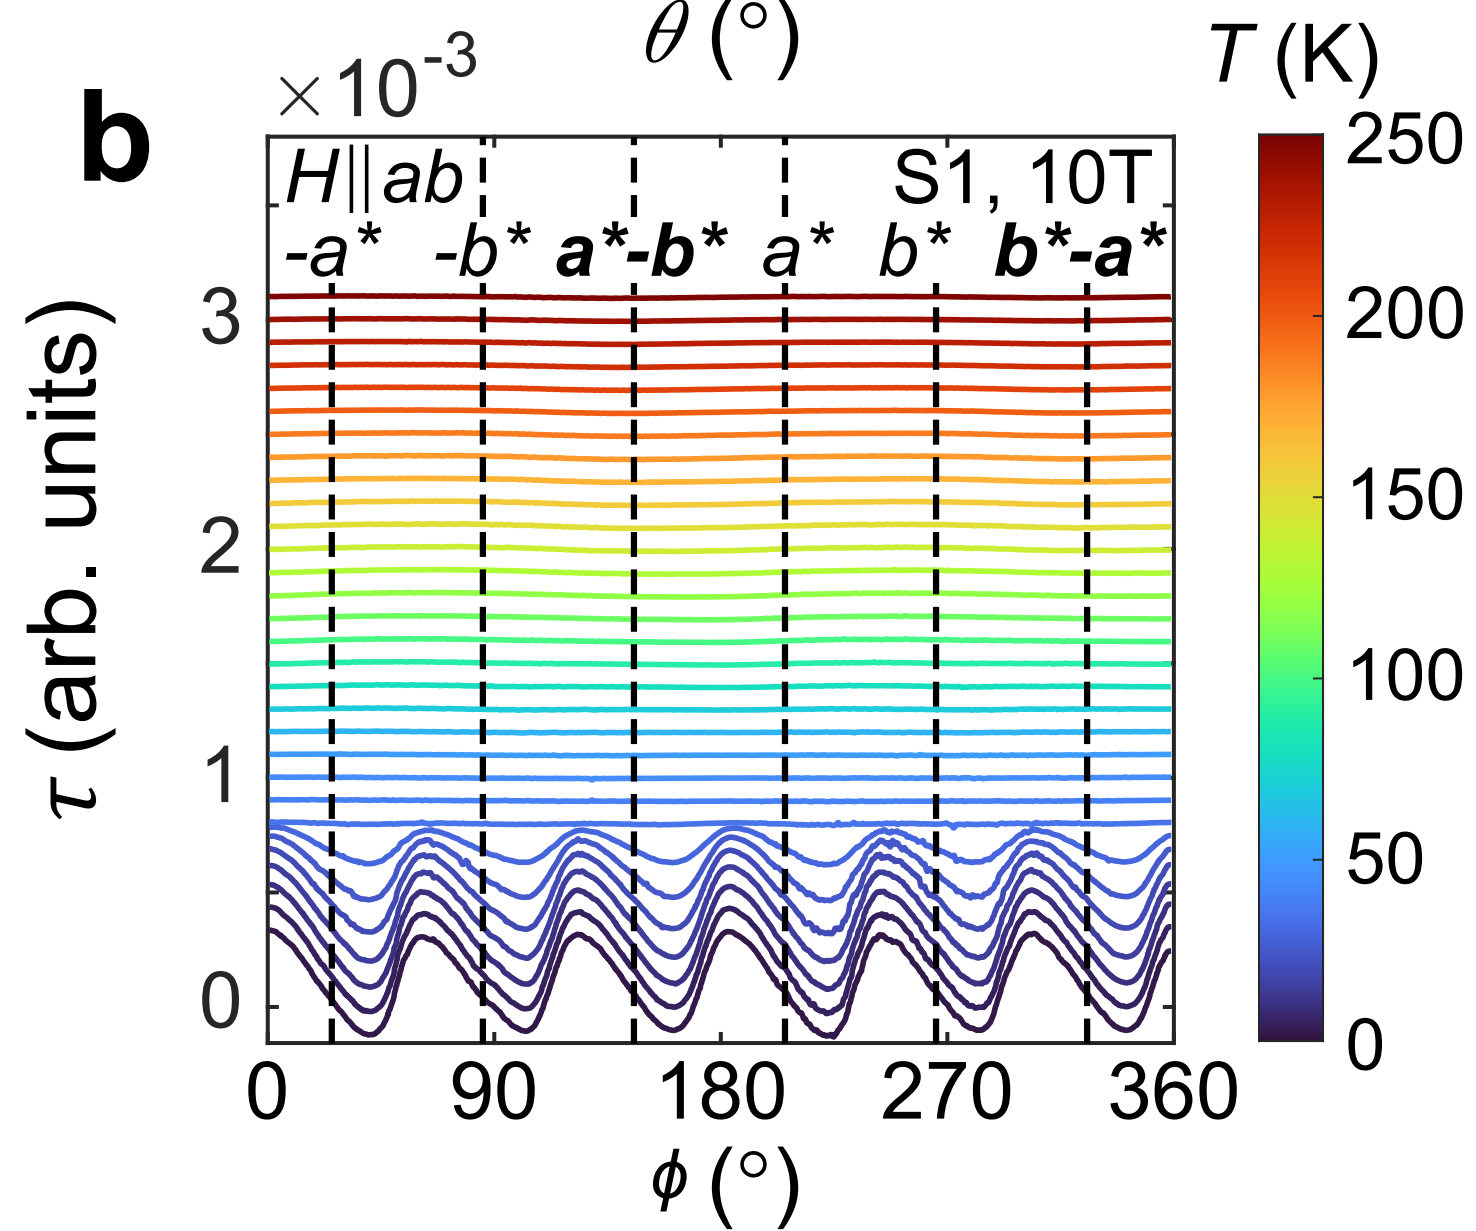 θ (°)
×10-3
T (K)
b
H||ab
S1, 10T
-a* -b* a*-b* a* b* b*-a*
τ (arb. units)
3
2
1
0
0 90 180 270 360
ϕ (°)
250
200
150
100
50
0